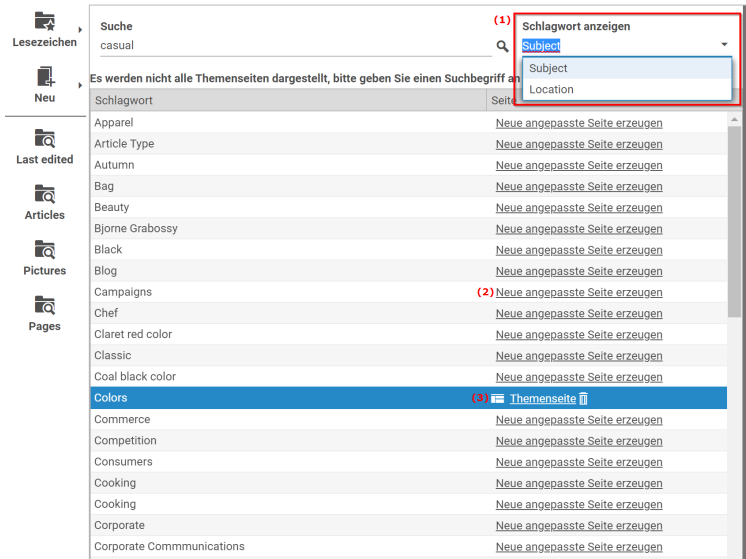 Lesezeichen
Neu
Last edited
Articles
Pictures
Pages
Suche
casual
(1)
Schlagwort anzeigen
Subject
Subject
Location
Es werden nicht alle Themenseiten dargestellt, bitte geben Sie einen Suchbegriff an
Schlagwort Seite
Apparel Neue angepasste Seite erzeugen
Article Type Neue angepasste Seite erzeugen
Autumn Neue angepasste Seite erzeugen
Bag Neue angepasste Seite erzeugen
Beauty Neue angepasste Seite erzeugen
Bjorne Grabossy Neue angepasste Seite erzeugen
Black Neue angepasste Seite erzeugen
Blog Neue angepasste Seite erzeugen
Campaigns (2) Neue angepasste Seite erzeugen
Chef Neue angepasste Seite erzeugen
Claret red color Neue angepasste Seite erzeugen
Classic Neue angepasste Seite erzeugen
Coal black color Neue angepasste Seite erzeugen
Colors (3) Themenseite
Commerce Neue angepasste Seite erzeugen
Competition Neue angepasste Seite erzeugen
Consumers Neue angepasste Seite erzeugen
Cooking Neue angepasste Seite erzeugen
Cooking Neue angepasste Seite erzeugen
Corporate Neue angepasste Seite erzeugen
Corporate Commmunications Neue angepasste Seite erzeugen